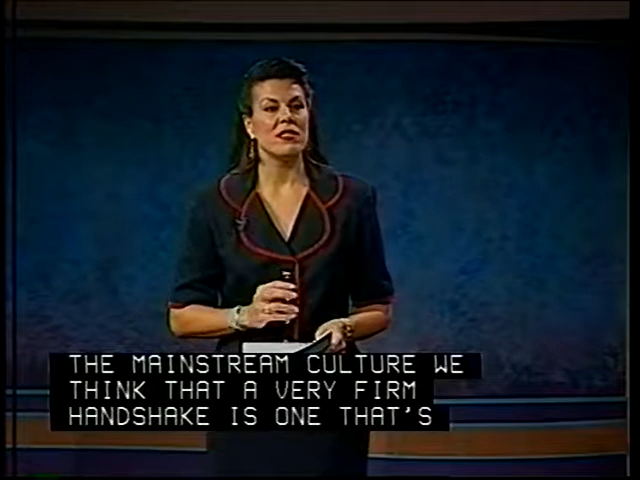 THE MAINSTREAM CULTURE WE
THINK THAT A VERY FIRM
HANDSHAKE IS ONE THAT'S